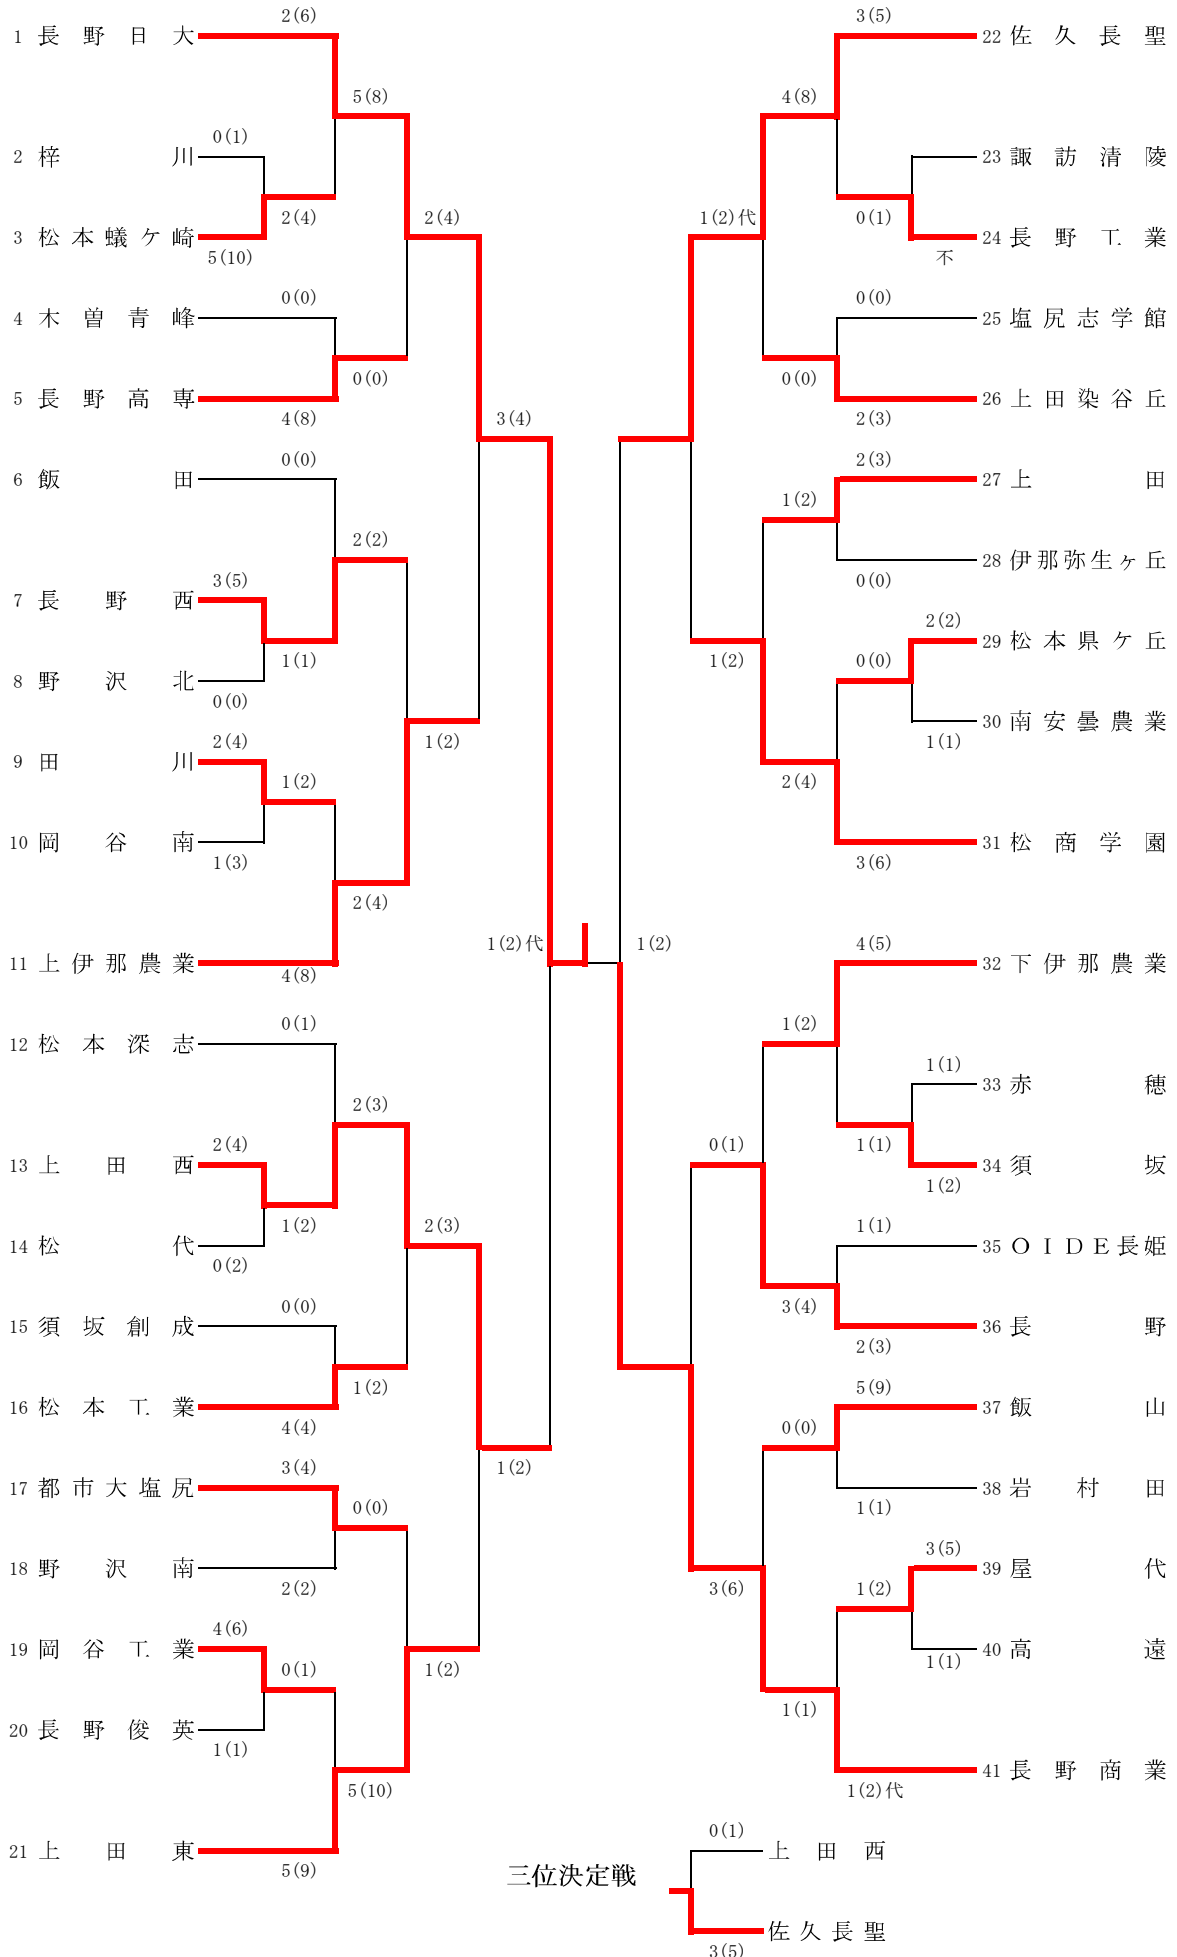 2(6)
1 長野日大
5(8)
0(1)
2 梓川
2(4)
2(4)
3 松本蟻ケ崎
5(10)
0(0)
4 木曽青峰
0(0)
5 長野高専
4(8)
3(4)
0(0)
6 飯田
2(2)
3(5)
7 長野西
1(1)
8 野沢北
0(0)
2(4)
1(2)
9 田川
1(2)
10 岡谷南
1(3)
2(4)
1(2)代
11 上伊那農業
4(8)
0(1)
12 松本深志
2(3)
2(4)
13 上田西
1(2)
2(3)
14 松代
0(2)
0(0)
15 須坂創成
1(2)
16 松本工業
4(4)
3(4)
1(2)
17 都市大塩尻
0(0)
18 野沢南
2(2)
4(6)
19 岡谷工業
0(1)
1(2)
20 長野俊英
1(1)
5(10)
21 上田東
5(9)
3(5)
22 佐久長聖
4(8)
23 諏訪清陵
1(2)代
0(1)
24 長野工業
不
0(0)
25 塩尻志学館
0(0)
26 上田染谷丘
2(3)
2(3)
27 上田
1(2)
28 伊那弥生ヶ丘
0(0)
2(2)
29 松本県ケ丘
1(2)
0(0)
30 南安曇農業
1(1)
2(4)
31 松商学園
3(6)
1(2)
4(5)
32 下伊那農業
1(2)
1(1)
33 赤穂
0(1)
1(1)
34 須坂
1(2)
1(1)
35 OIDE長姫
3(4)
36 長野
2(3)
5(9)
37 飯山
0(0)
38 岩村田
1(1)
3(5)
39 屋代
3(6)
1(2)
40 高遠
1(1)
1(1)
41 長野商業
1(2)代
三位決定戦
0(1)
上田西
佐久長聖
3(5)